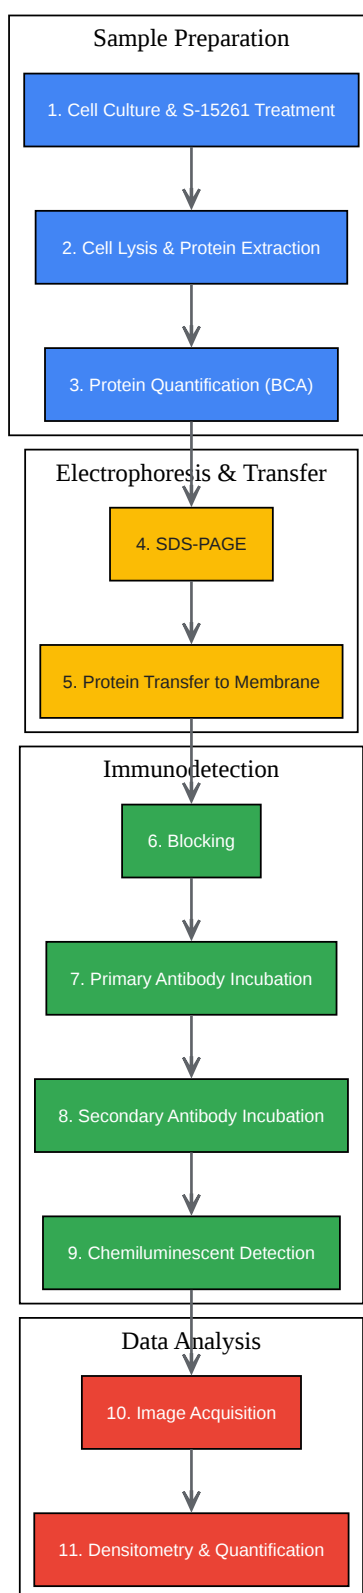 Sample Preparation
1. Cell Culture & S-15261 Treatment
2. Cell Lysis & Protein Extraction
3. Protein Quantification (BCA)
Electrophoresis & Transfer
4. SDS-PAGE
5. Protein Transfer to Membrane
Immunodetection
6. Blocking
7. Primary Antibody Incubation
8. Secondary Antibody Incubation
9. Chemiluminescent Detection
Data Analysis
10. Image Acquisition
11. Densitometry & Quantification